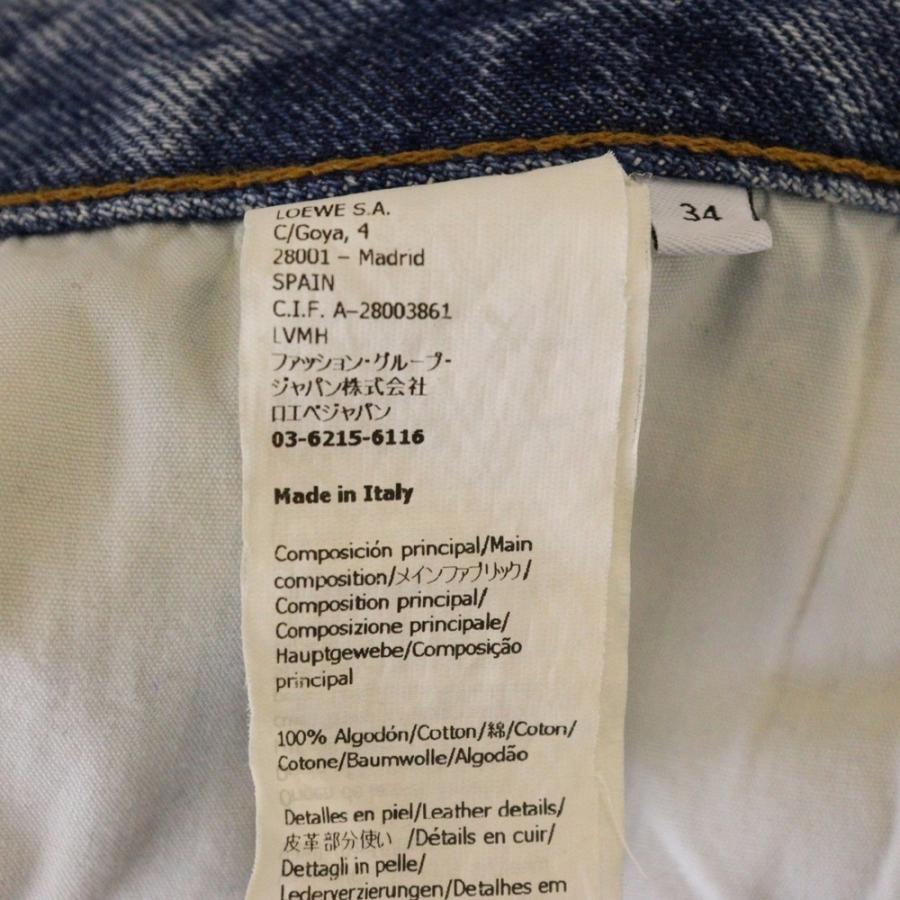 LOEWE S.A.
C/Goya, 4
28001 – Madrid
SPAIN
C.I.F. A–28003861
LVMH
ファッション・グループ・
ジャパン株式会社
ロエベジャパン
03-6215-6116
Made in Italy
Composición principal/Main
composition/メインファブリック/
Composition principal/
Composizione principale/
Hauptgewebe/Composição
principal
100% Algodón/Cotton/綿/Coton/
Cotone/Baumwolle/Algodão
Detalles en piel/Leather details/
皮革部分使い /Détails en cuir/
Dettagli in pelle/
Lederverzierungen/Detalhes em
34